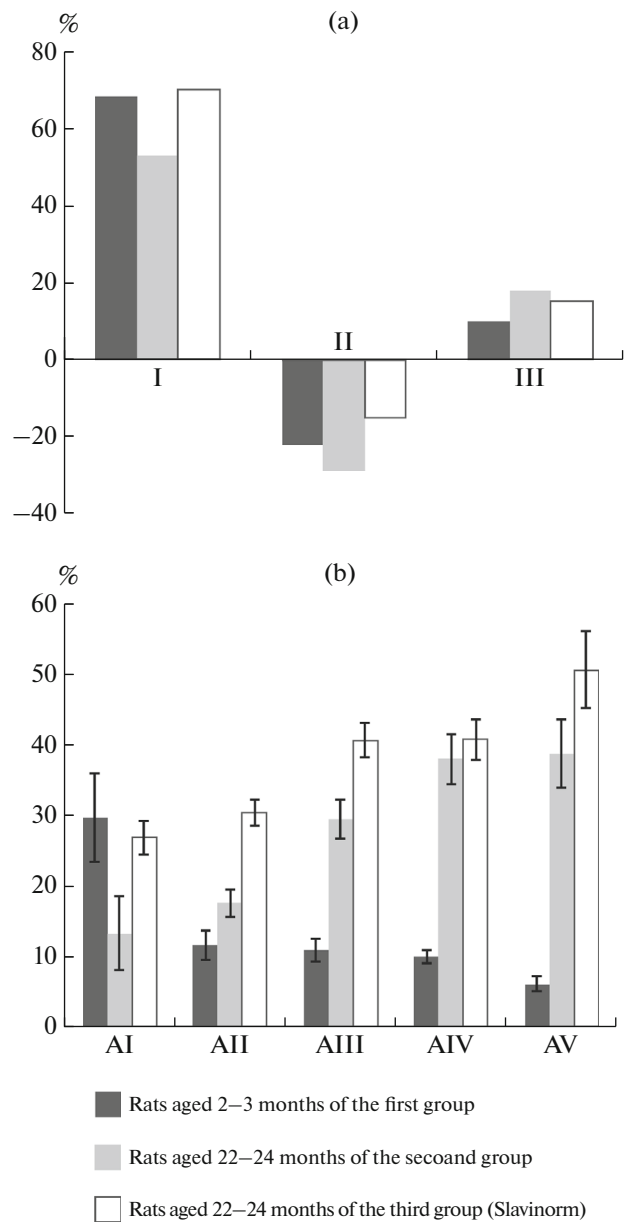 %
(a)
80
60
40
20
0
−20
−40
I
II
III
%
(b)
60
50
40
30
20
10
0
AI AII AIII AIV AV
Rats aged 2–3 months of the first group
Rats aged 22–24 months of the secoand group
Rats aged 22–24 months of the third group (Slavinorm)